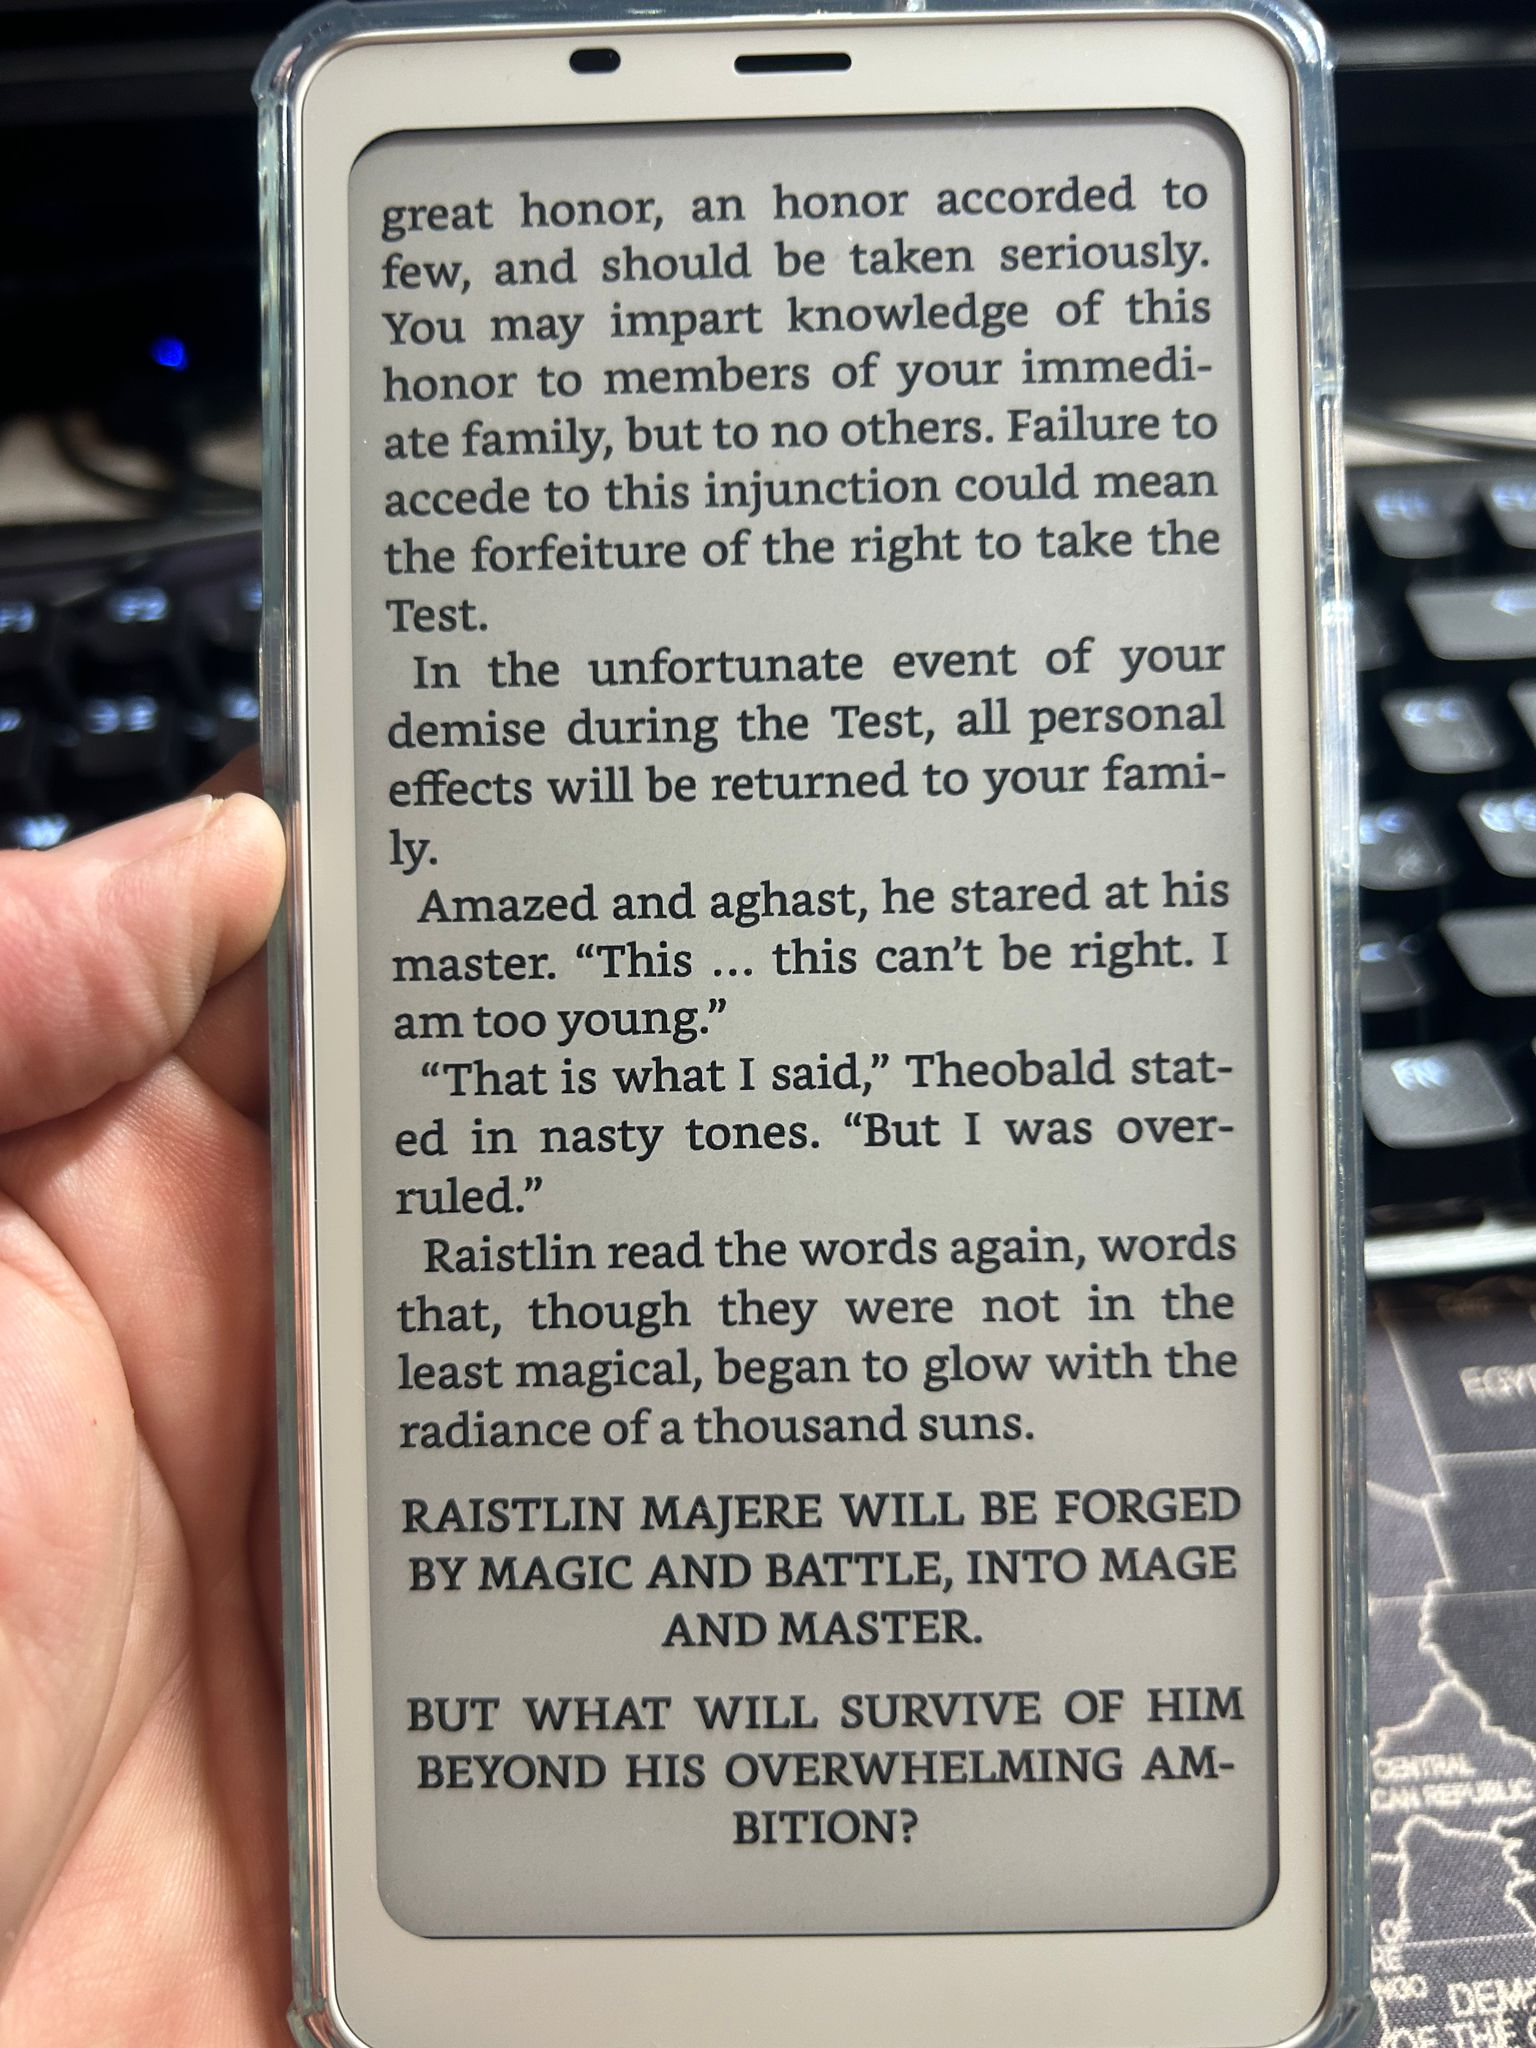 great honor, an honor accorded to
few, and should be taken seriously.
You may impart knowledge of this
honor to members of your immedi-
ate family, but to no others. Failure to
accede to this injunction could mean
the forfeiture of the right to take the
Test.
In the unfortunate event of your
demise during the Test, all personal
effects will be returned to your fami-
ly.
Amazed and aghast, he stared at his
master. “This ... this can’t be right. I
am too young.”
“That is what I said,” Theobald stat-
ed in nasty tones. “But I was over-
ruled.”
Raistlin read the words again, words
that, though they were not in the
least magical, began to glow with the
radiance of a thousand suns.
RAISTLIN MAJERE WILL BE FORGED
BY MAGIC AND BATTLE, INTO MAGE
AND MASTER.
BUT WHAT WILL SURVIVE OF HIM
BEYOND HIS OVERWHELMING AM-
BITION?
F2
EN
CENTRAL
OF THE